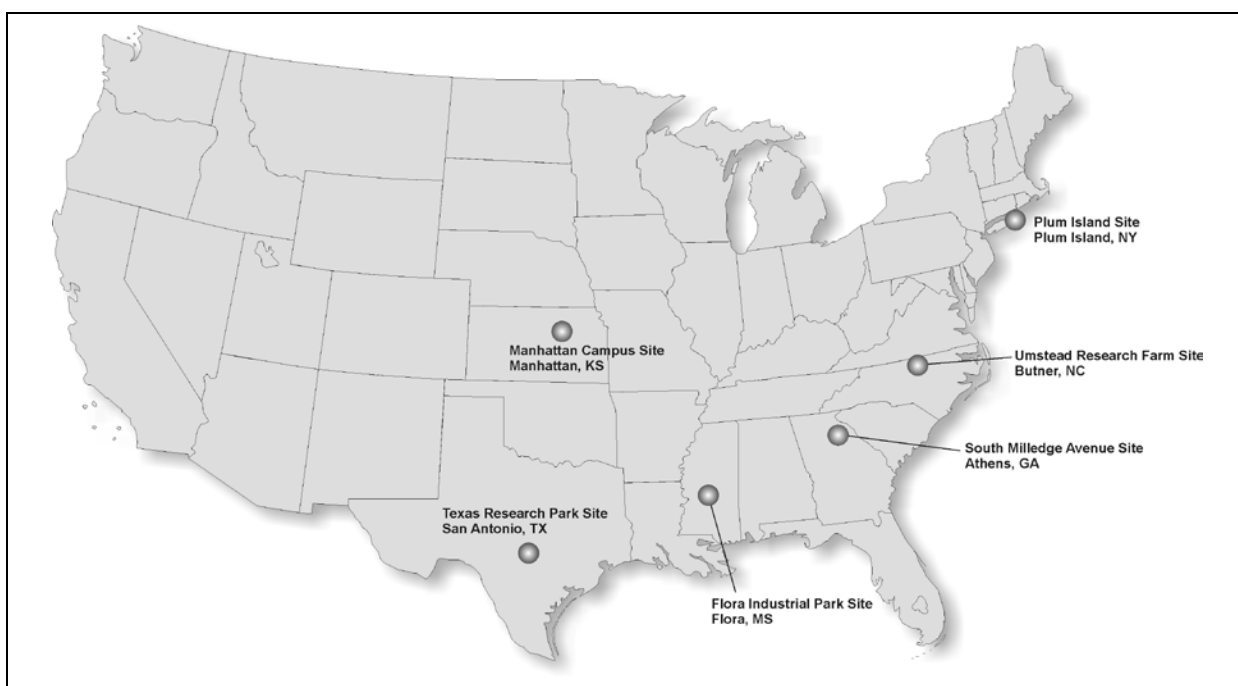 Plum Island Site
Plum Island, NY
Manhattan Campus Site
Manhattan, KS
Umstead Research Farm Site
Butner, NC
South Milledge Avenue Site
Athens, GA
Texas Research Park Site
San Antonio, TX
Flora Industrial Park Site
Flora, MS